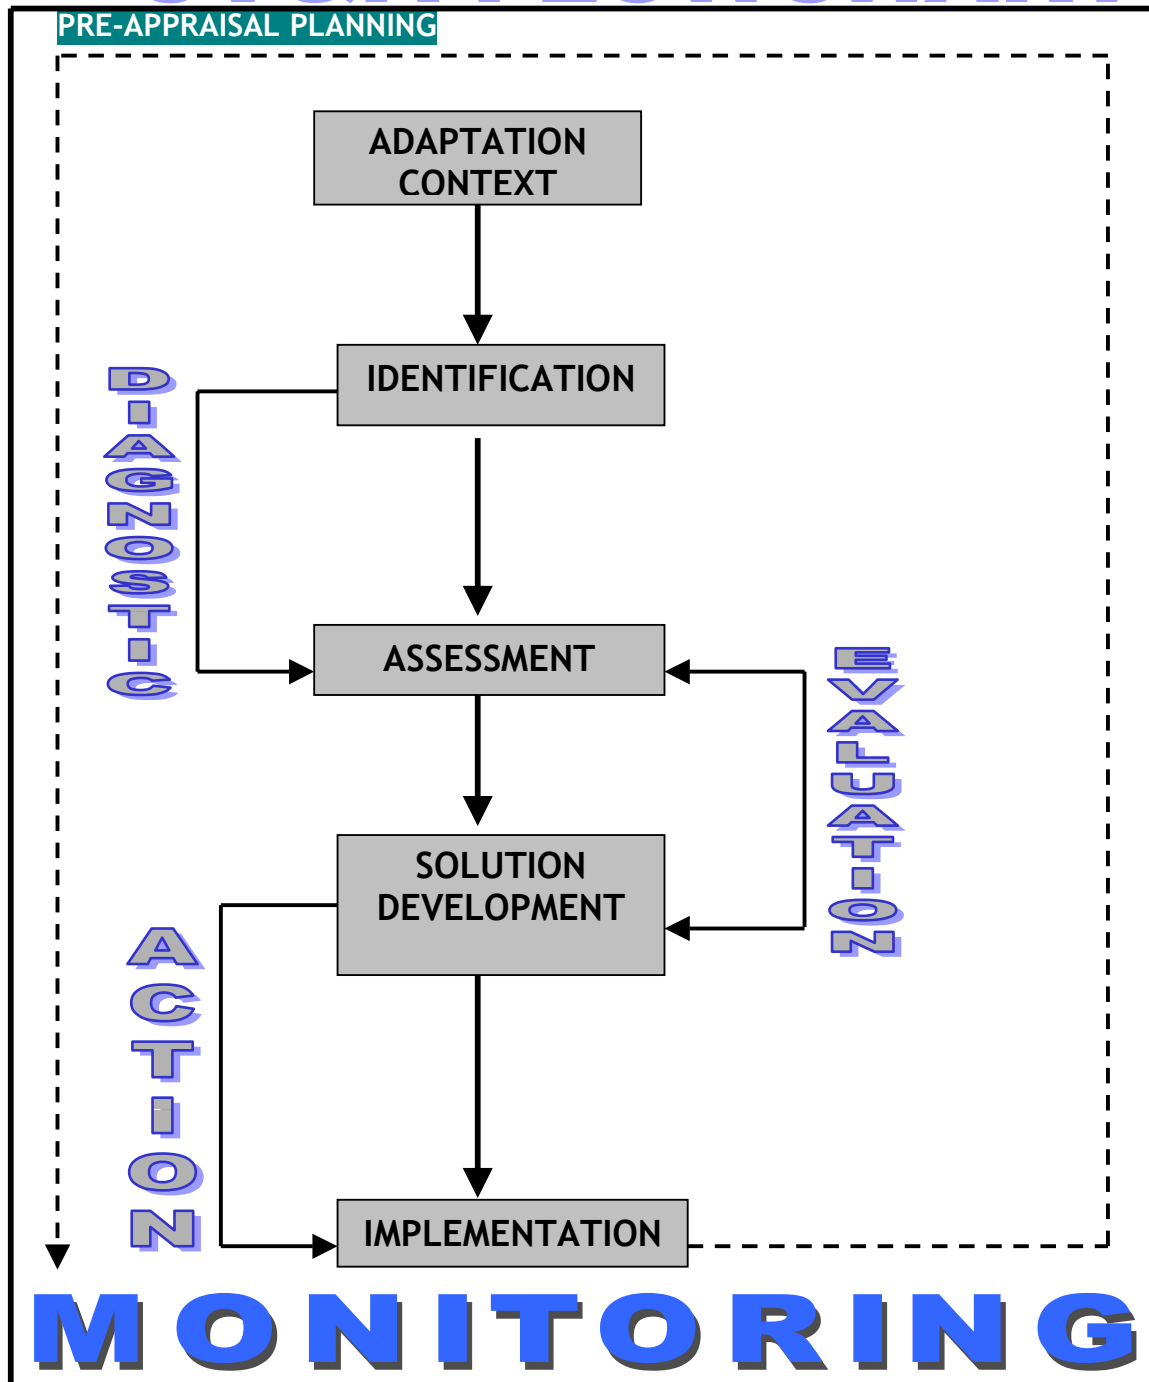 PRE-APPRAISAL PLANNING
ADAPTATION
CONTEXT
IDENTIFICATION
DIAGNOSTIC
ASSESSMENT
EVALUATION
SOLUTION
DEVELOPMENT
ACTION
IMPLEMENTATION
MONITORING